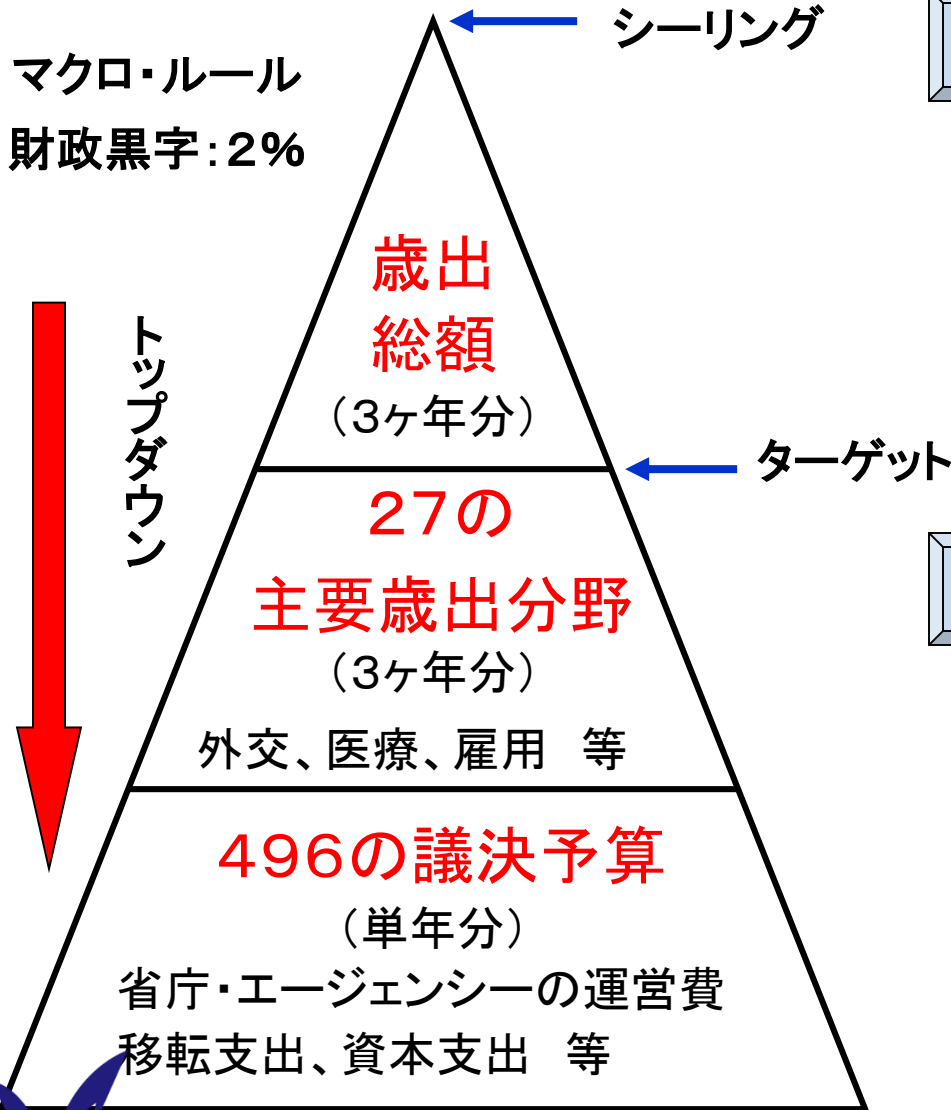 シーリング
マクロ・ルール
財政黒字:2%
歳出
総額
(3ヶ年分)
トップダウン
ターゲット
27の
主要歳出分野
(3ヶ年分)
外交、医療、雇用 等
496の議決予算
(単年分)
省庁・エージェンシーの運営費
移転支出、資本支出 等